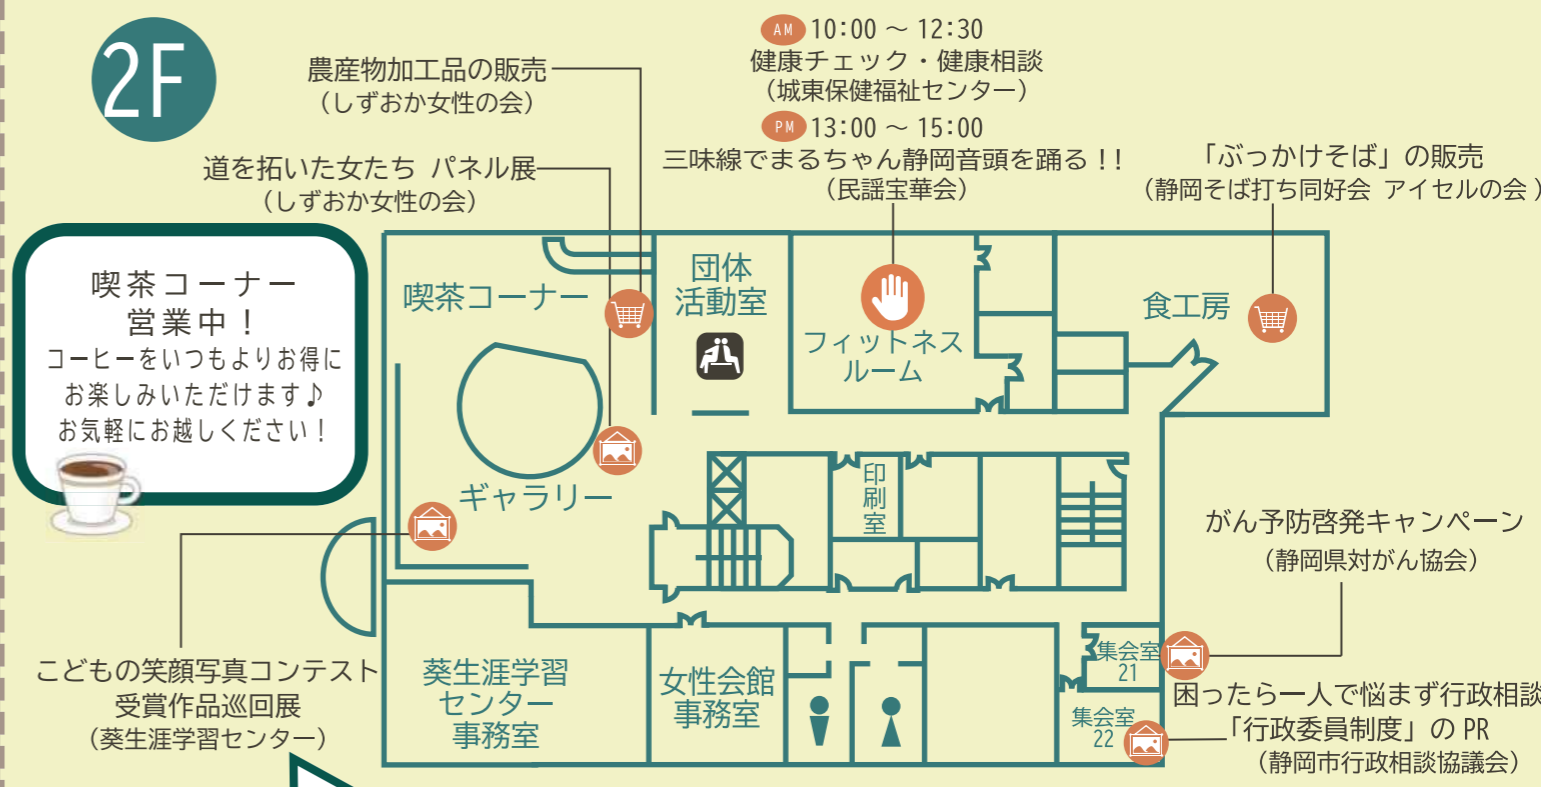 2F
農産物加工品の販売
（しずおか女性の会）
道を拓いた女たち パネル展
（しずおか女性の会）
AM 10:00 ～ 12:30
健康チェック・健康相談
（城東保健福祉センター）
PM 13:00 ～ 15:00
三味線でまるちゃん静岡音頭を踊る!!
（民謡宝華会）
「ぶっかけそば」の販売
（静岡そば打ち同好会 アイセルの会）
喫茶コーナー
営業中！
コーヒーをいつもよりお得に
お楽しみいただけます♪
お気軽にお越しください！
喫茶コーナー
団体
活動室
フィットネス
ルーム
食工房
ギャラリー
印
刷
室
がん予防啓発キャンペーン
（静岡県対がん協会）
こどもの笑顔写真コンテスト
受賞作品巡回展
（葵生涯学習センター）
葵生涯学習
センター
事務室
女性会館
事務室
集会室
21
集会室
22
困ったら一人で悩まず行政相談
「行政委員制度」の PR
（静岡市行政相談協議会）